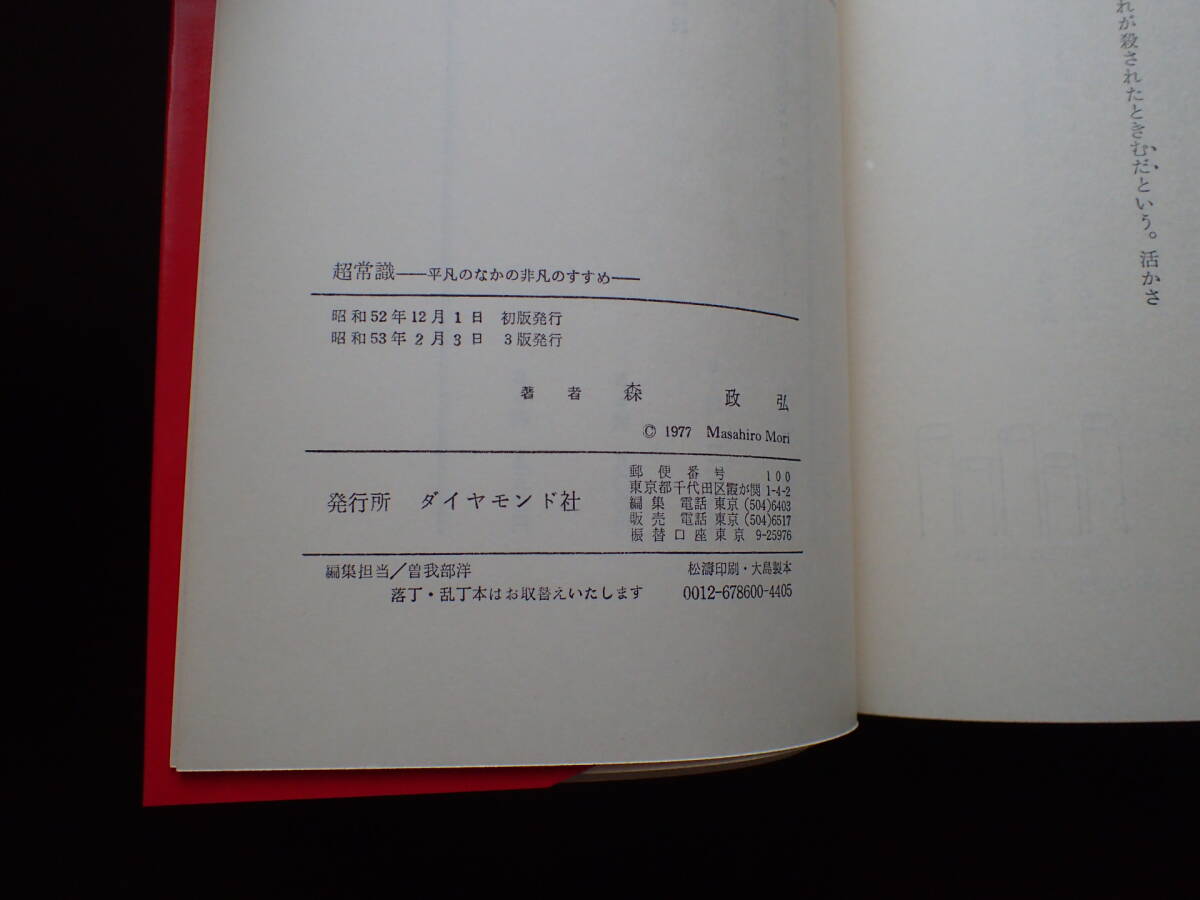 れが殺されたときむだという。活かさ
超常識――平凡のなかの非凡のすすめ――
昭和52年12月1日 初版発行
昭和53年2月3日 3版発行
著者 森 政弘
© 1977 Masahiro Mori
発行所 ダイヤモンド社
郵便番号 100
東京都千代田区霞が関1-4-2
編集 電話 東京(504)6403
販売 電話 東京(504)6517
振替口座東京 9-25976
編集担当/曽我部洋
松濤印刷・大島製本
落丁・乱丁本はお取替えいたします
0012-678600-4405